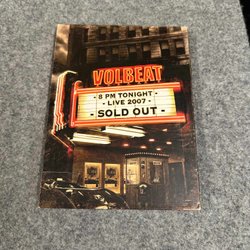 VOLBEAT
- 8 PM TONIGHT -
- LIVE 2007 -
- SOLD OUT -